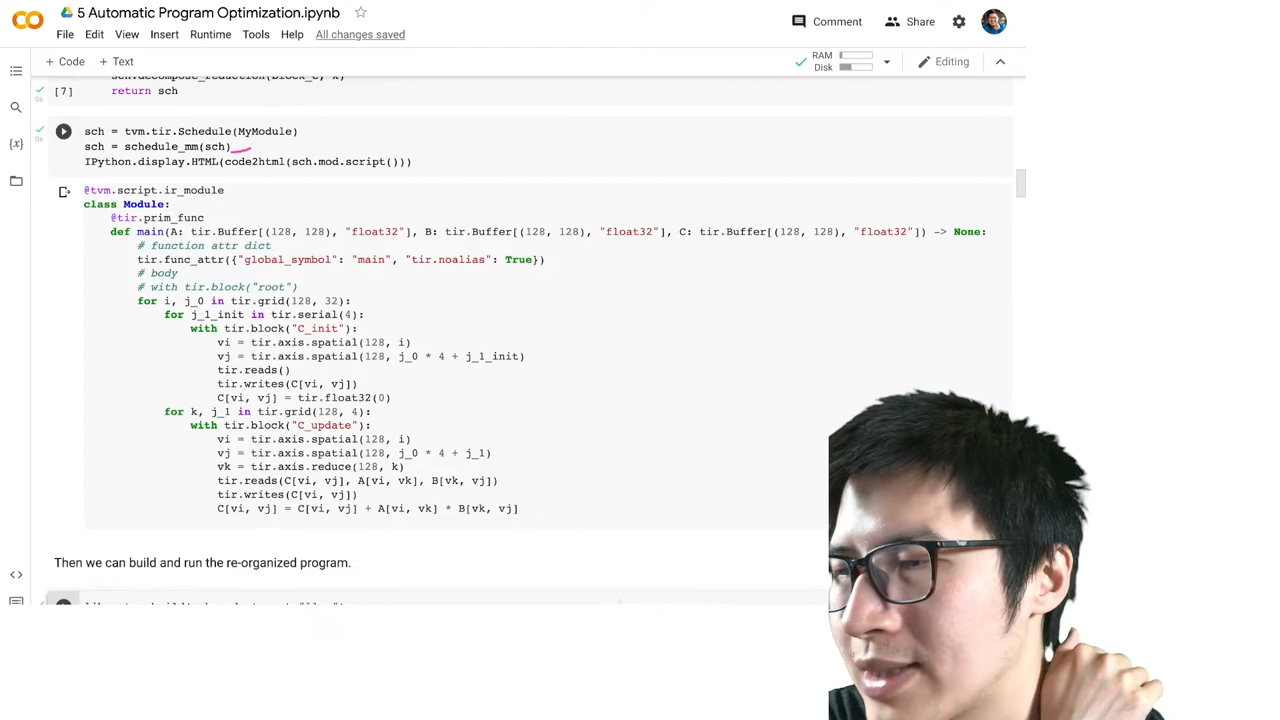 5 Automatic Program Optimization.ipynb
File Edit View Insert Runtime Tools Help All changes saved
Comment Share
+ Code + Text
RAM
Disk
Editing
sch.decompose_reduction(block_C, k)
[7] return sch
0s
0s
sch = tvm.tir.Schedule(MyModule)
sch = schedule_mm(sch)
IPython.display.HTML(code2html(sch.mod.script()))
@tvm.script.ir_module
class Module:
@tir.prim_func
def main(A: tir.Buffer[(128, 128), "float32"], B: tir.Buffer[(128, 128), "float32"], C: tir.Buffer[(128, 128), "float32"]) -> None:
# function attr dict
tir.func_attr({"global_symbol": "main", "tir.noalias": True})
# body
# with tir.block("root")
for i, j_0 in tir.grid(128, 32):
for j_1_init in tir.serial(4):
with tir.block("C_init"):
vi = tir.axis.spatial(128, i)
vj = tir.axis.spatial(128, j_0 * 4 + j_1_init)
tir.reads()
tir.writes(C[vi, vj])
C[vi, vj] = tir.float32(0)
for k, j_1 in tir.grid(128, 4):
with tir.block("C_update"):
vi = tir.axis.spatial(128, i)
vj = tir.axis.spatial(128, j_0 * 4 + j_1)
vk = tir.axis.reduce(128, k)
tir.reads(C[vi, vj], A[vi, vk], B[vk, vj])
tir.writes(C[vi, vj])
C[vi, vj] = C[vi, vj] + A[vi, vk] * B[vk, vj]
Then we can build and run the re-organized program.